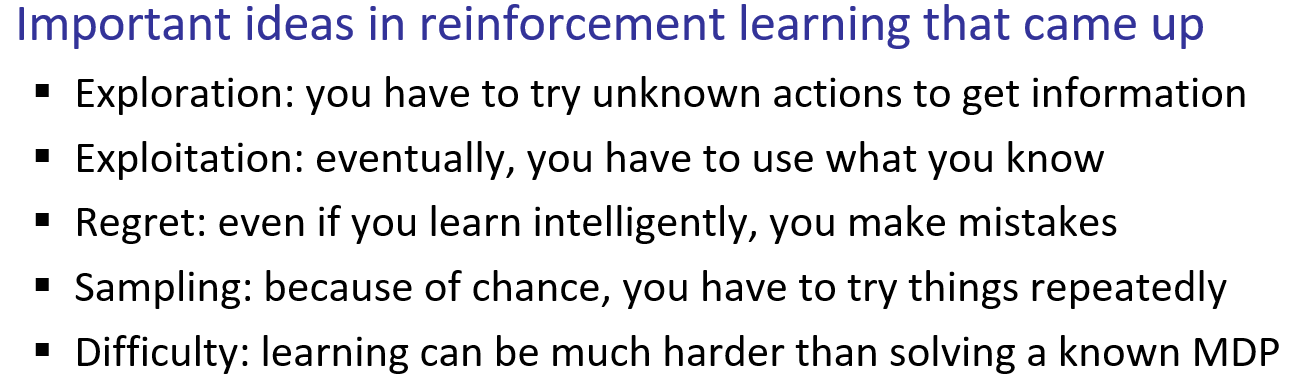 Important ideas in reinforcement learning that came up
▪ Exploration: you have to try unknown actions to get information
▪ Exploitation: eventually, you have to use what you know
▪ Regret: even if you learn intelligently, you make mistakes
▪ Sampling: because of chance, you have to try things repeatedly
▪ Difficulty: learning can be much harder than solving a known MDP